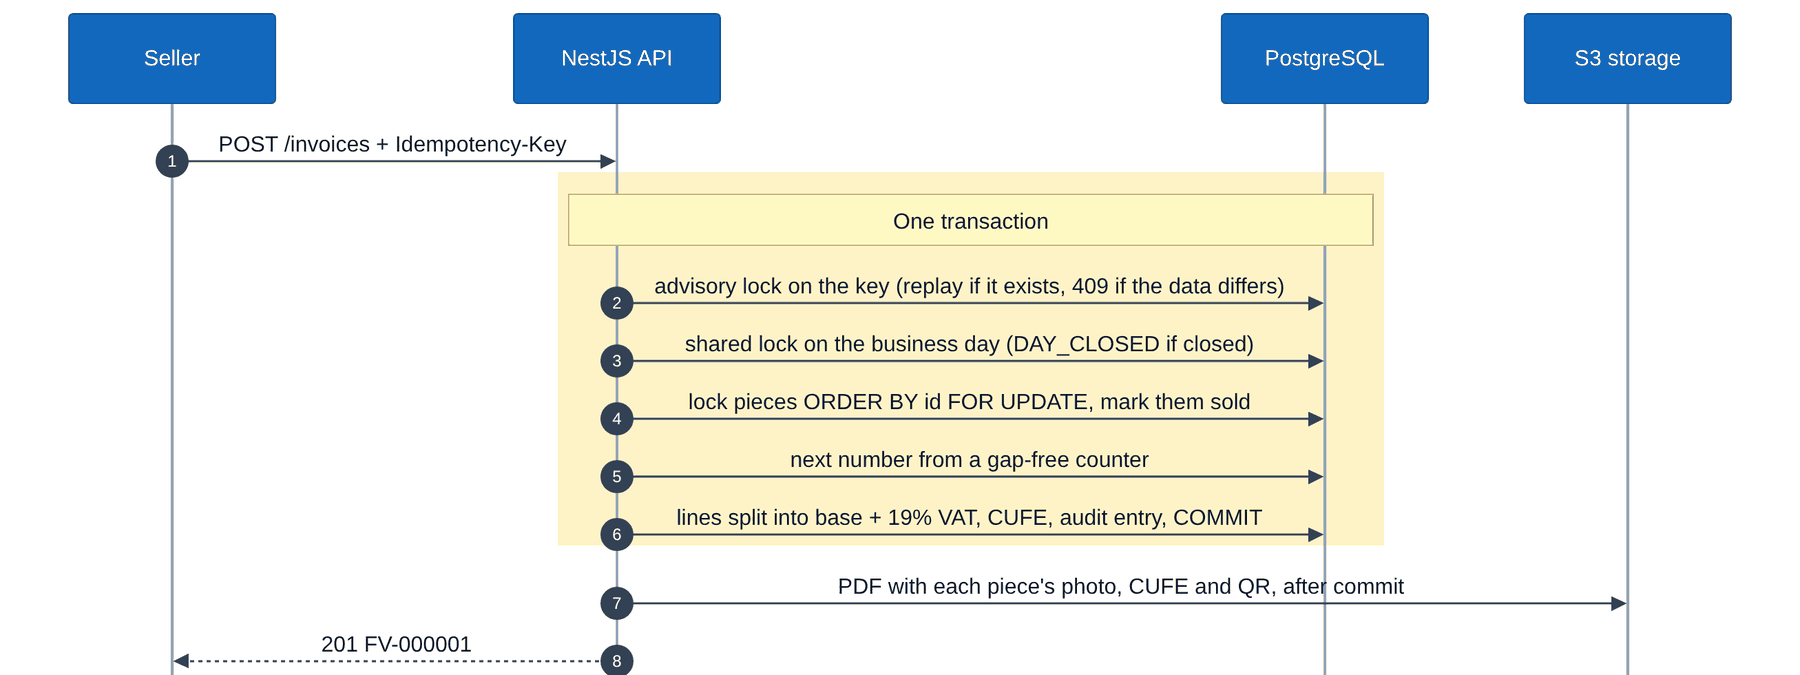 Seller
NestJS API
PostgreSQL
S3 storage
POST /invoices + Idempotency-Key
1
One transaction
advisory lock on the key (replay if it exists, 409 if the data differs)
2
shared lock on the business day (DAY_CLOSED if closed)
3
lock pieces ORDER BY id FOR UPDATE, mark them sold
4
next number from a gap-free counter
5
lines split into base + 19% VAT, CUFE, audit entry, COMMIT
6
PDF with each piece's photo, CUFE and QR, after commit
7
201 FV-000001
8